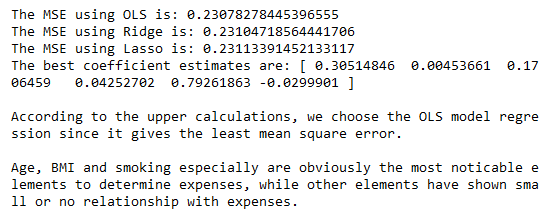 The MSE using OLS is: 0.23078278445396555
The MSE using Ridge is: 0.23104718564441706
The MSE using Lasso is: 0.23113391452133117
The best coefficient estimates are: [ 0.30514846  0.00453661  0.17
06459   0.04252702  0.79261863 -0.0299901 ]
According to the upper calculations, we choose the OLS model regre
ssion since it gives the least mean square error.
Age, BMI and smoking especially are obviously the most noticable e
lements to determine expenses, while other elements have shown sma
ll or no relationship with expenses.